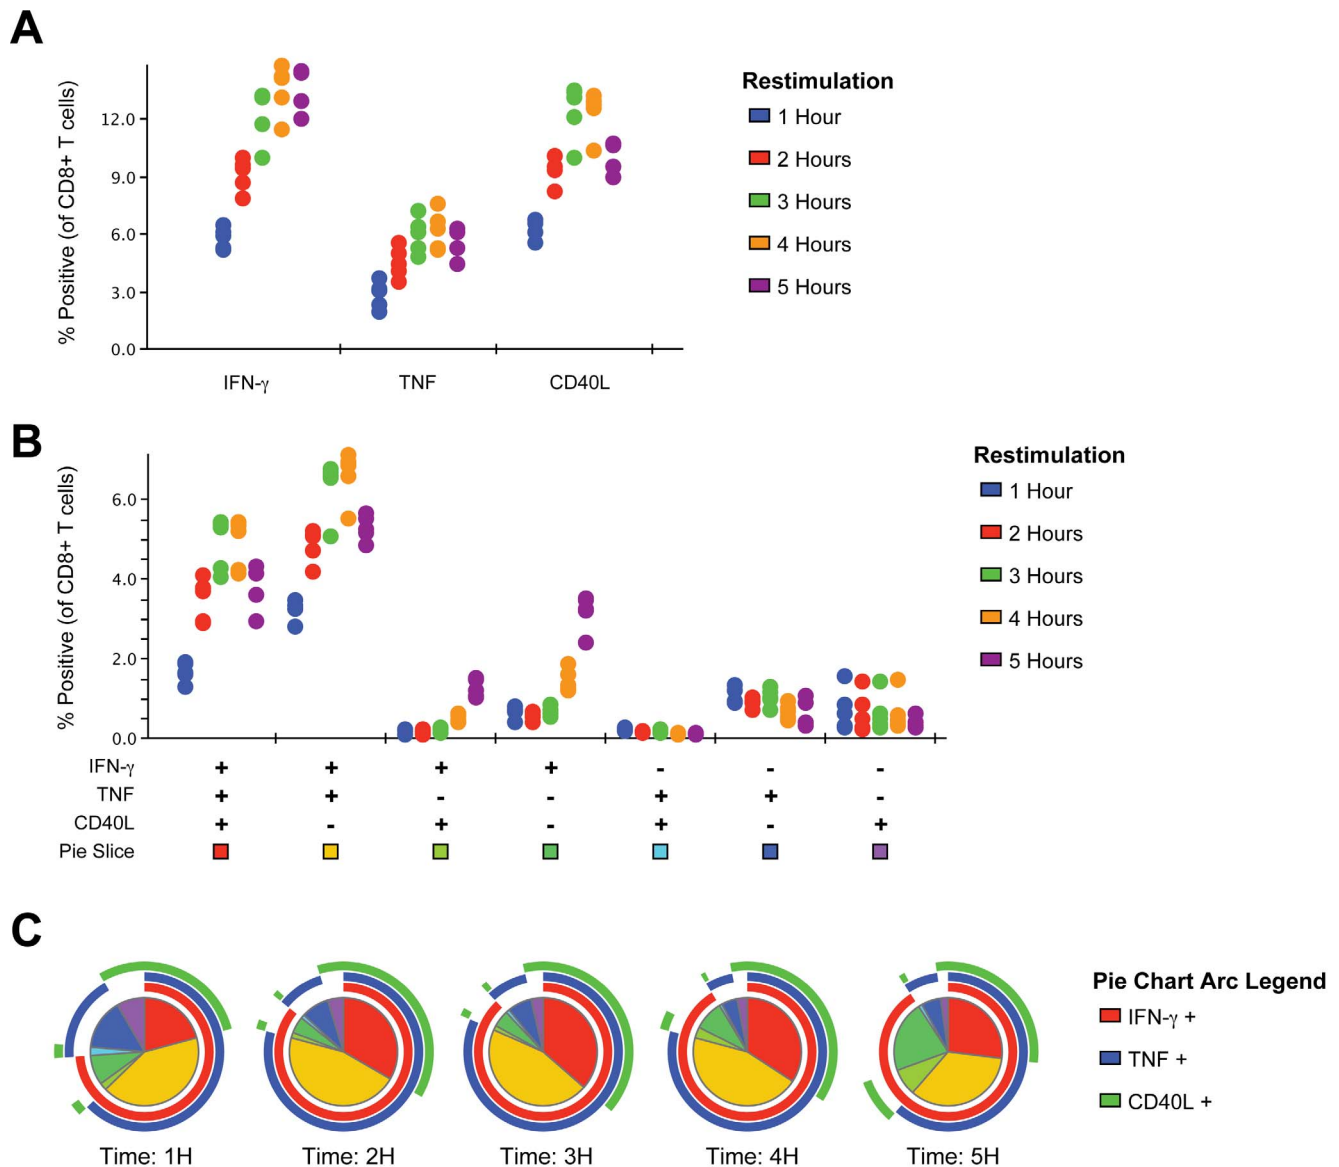 A
% Positive (of CD8+ T cells)
12.0
9.0
6.0
3.0
0.0
IFN-γ
TNF
CD40L
Restimulation
1 Hour
2 Hours
3 Hours
4 Hours
5 Hours
B
% Positive (of CD8+ T cells)
6.0
4.0
2.0
0.0
IFN-γ + + + + - - -
TNF + + - - + + -
CD40L + - + - + - +
Pie Slice
Restimulation
1 Hour
2 Hours
3 Hours
4 Hours
5 Hours
C
Time: 1H
Time: 2H
Time: 3H
Time: 4H
Time: 5H
Pie Chart Arc Legend
IFN-γ +
TNF +
CD40L +